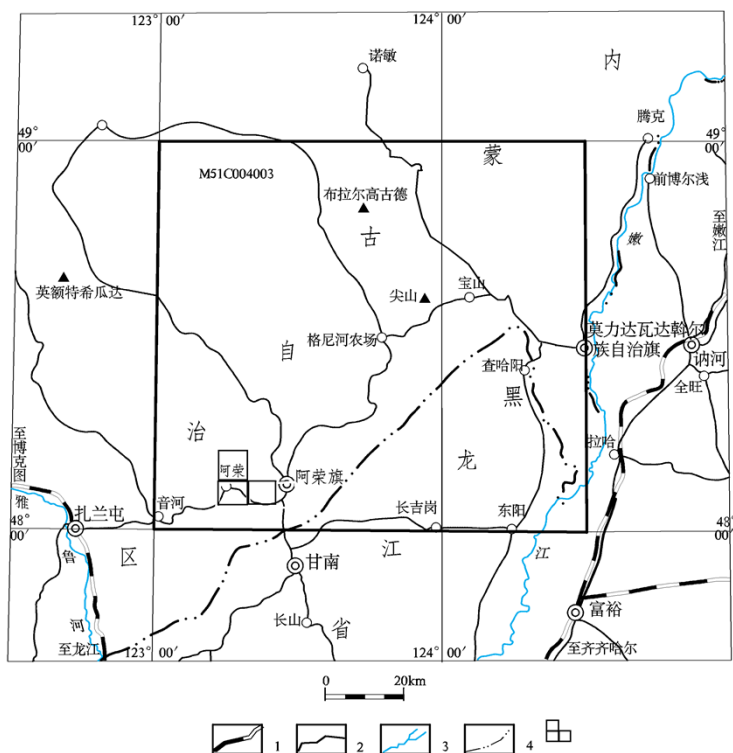 123° 00′
124° 00′
诺敏
内
腾克
49° 00′
49° 00′
蒙
M51C004003
前博尔浅
布拉尔高古德
至嫩江
古
嫩
英额特希瓜达
尖山
宝山
莫力达瓦达斡尔
族自治旗
格尼河农场
自
讷河
查哈阳
全旺
黑
治
至博克图
拉哈
阿荣
龙
阿荣旗
雅
音河
长吉岗
东阳
48° 00′
48° 00′
扎兰屯
鲁
区
江
江
甘南
河
长山
省
富裕
至龙江
至齐齐哈尔
123° 00′
124° 00′
0 20km
1 2 3 4